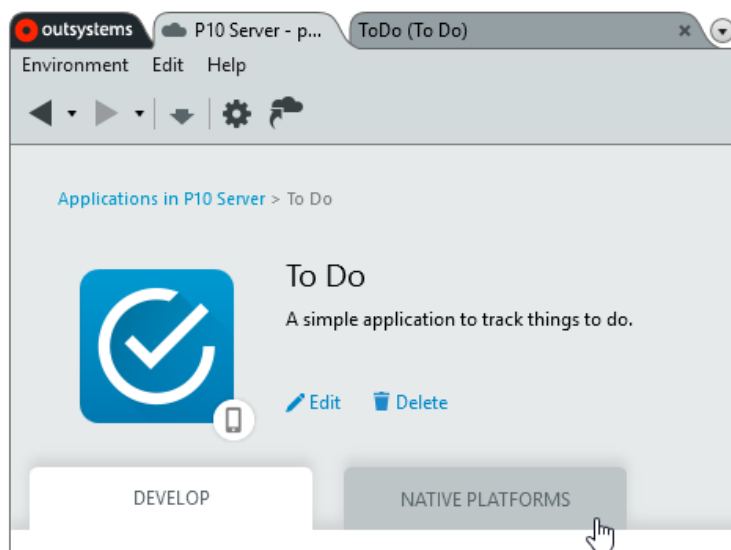 outsystems P10 Server - p... ToDo (To Do)
Environment Edit Help
Applications in P10 Server > To Do
To Do
A simple application to track things to do.
Edit Delete
DEVELOP NATIVE PLATFORMS